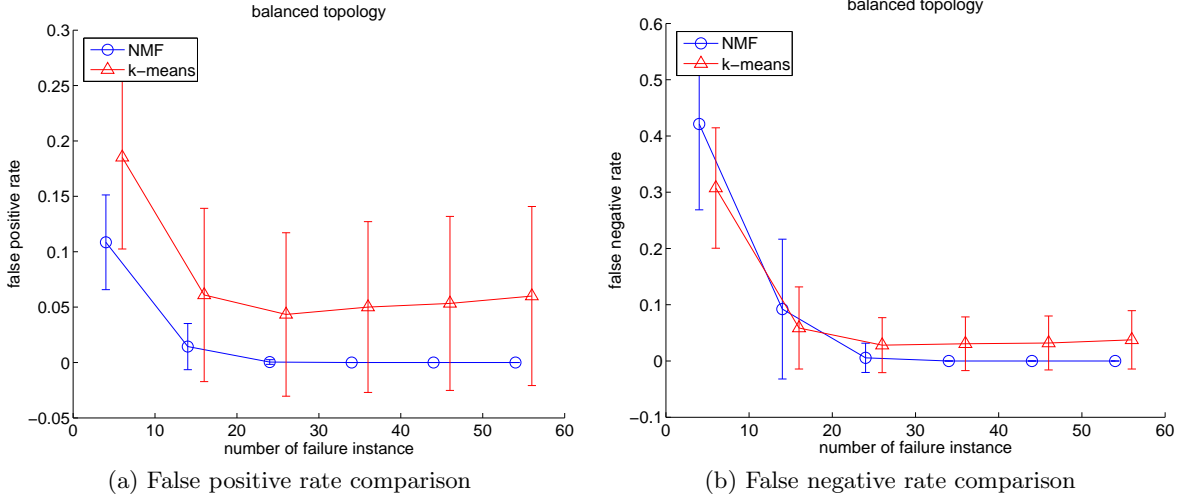 balanced topology
0.3
0.25
0.2
0.15
0.1
0.05
0
−0.05
false positive rate
NMF
k−means
0 10 20 30 40 50 60
number of failure instance
(a) False positive rate comparison
balanced topology
0.6
0.5
0.4
0.3
0.2
0.1
0
−0.1
false negative rate
NMF
k−means
0 10 20 30 40 50 60
number of failure instance
(b) False negative rate comparison